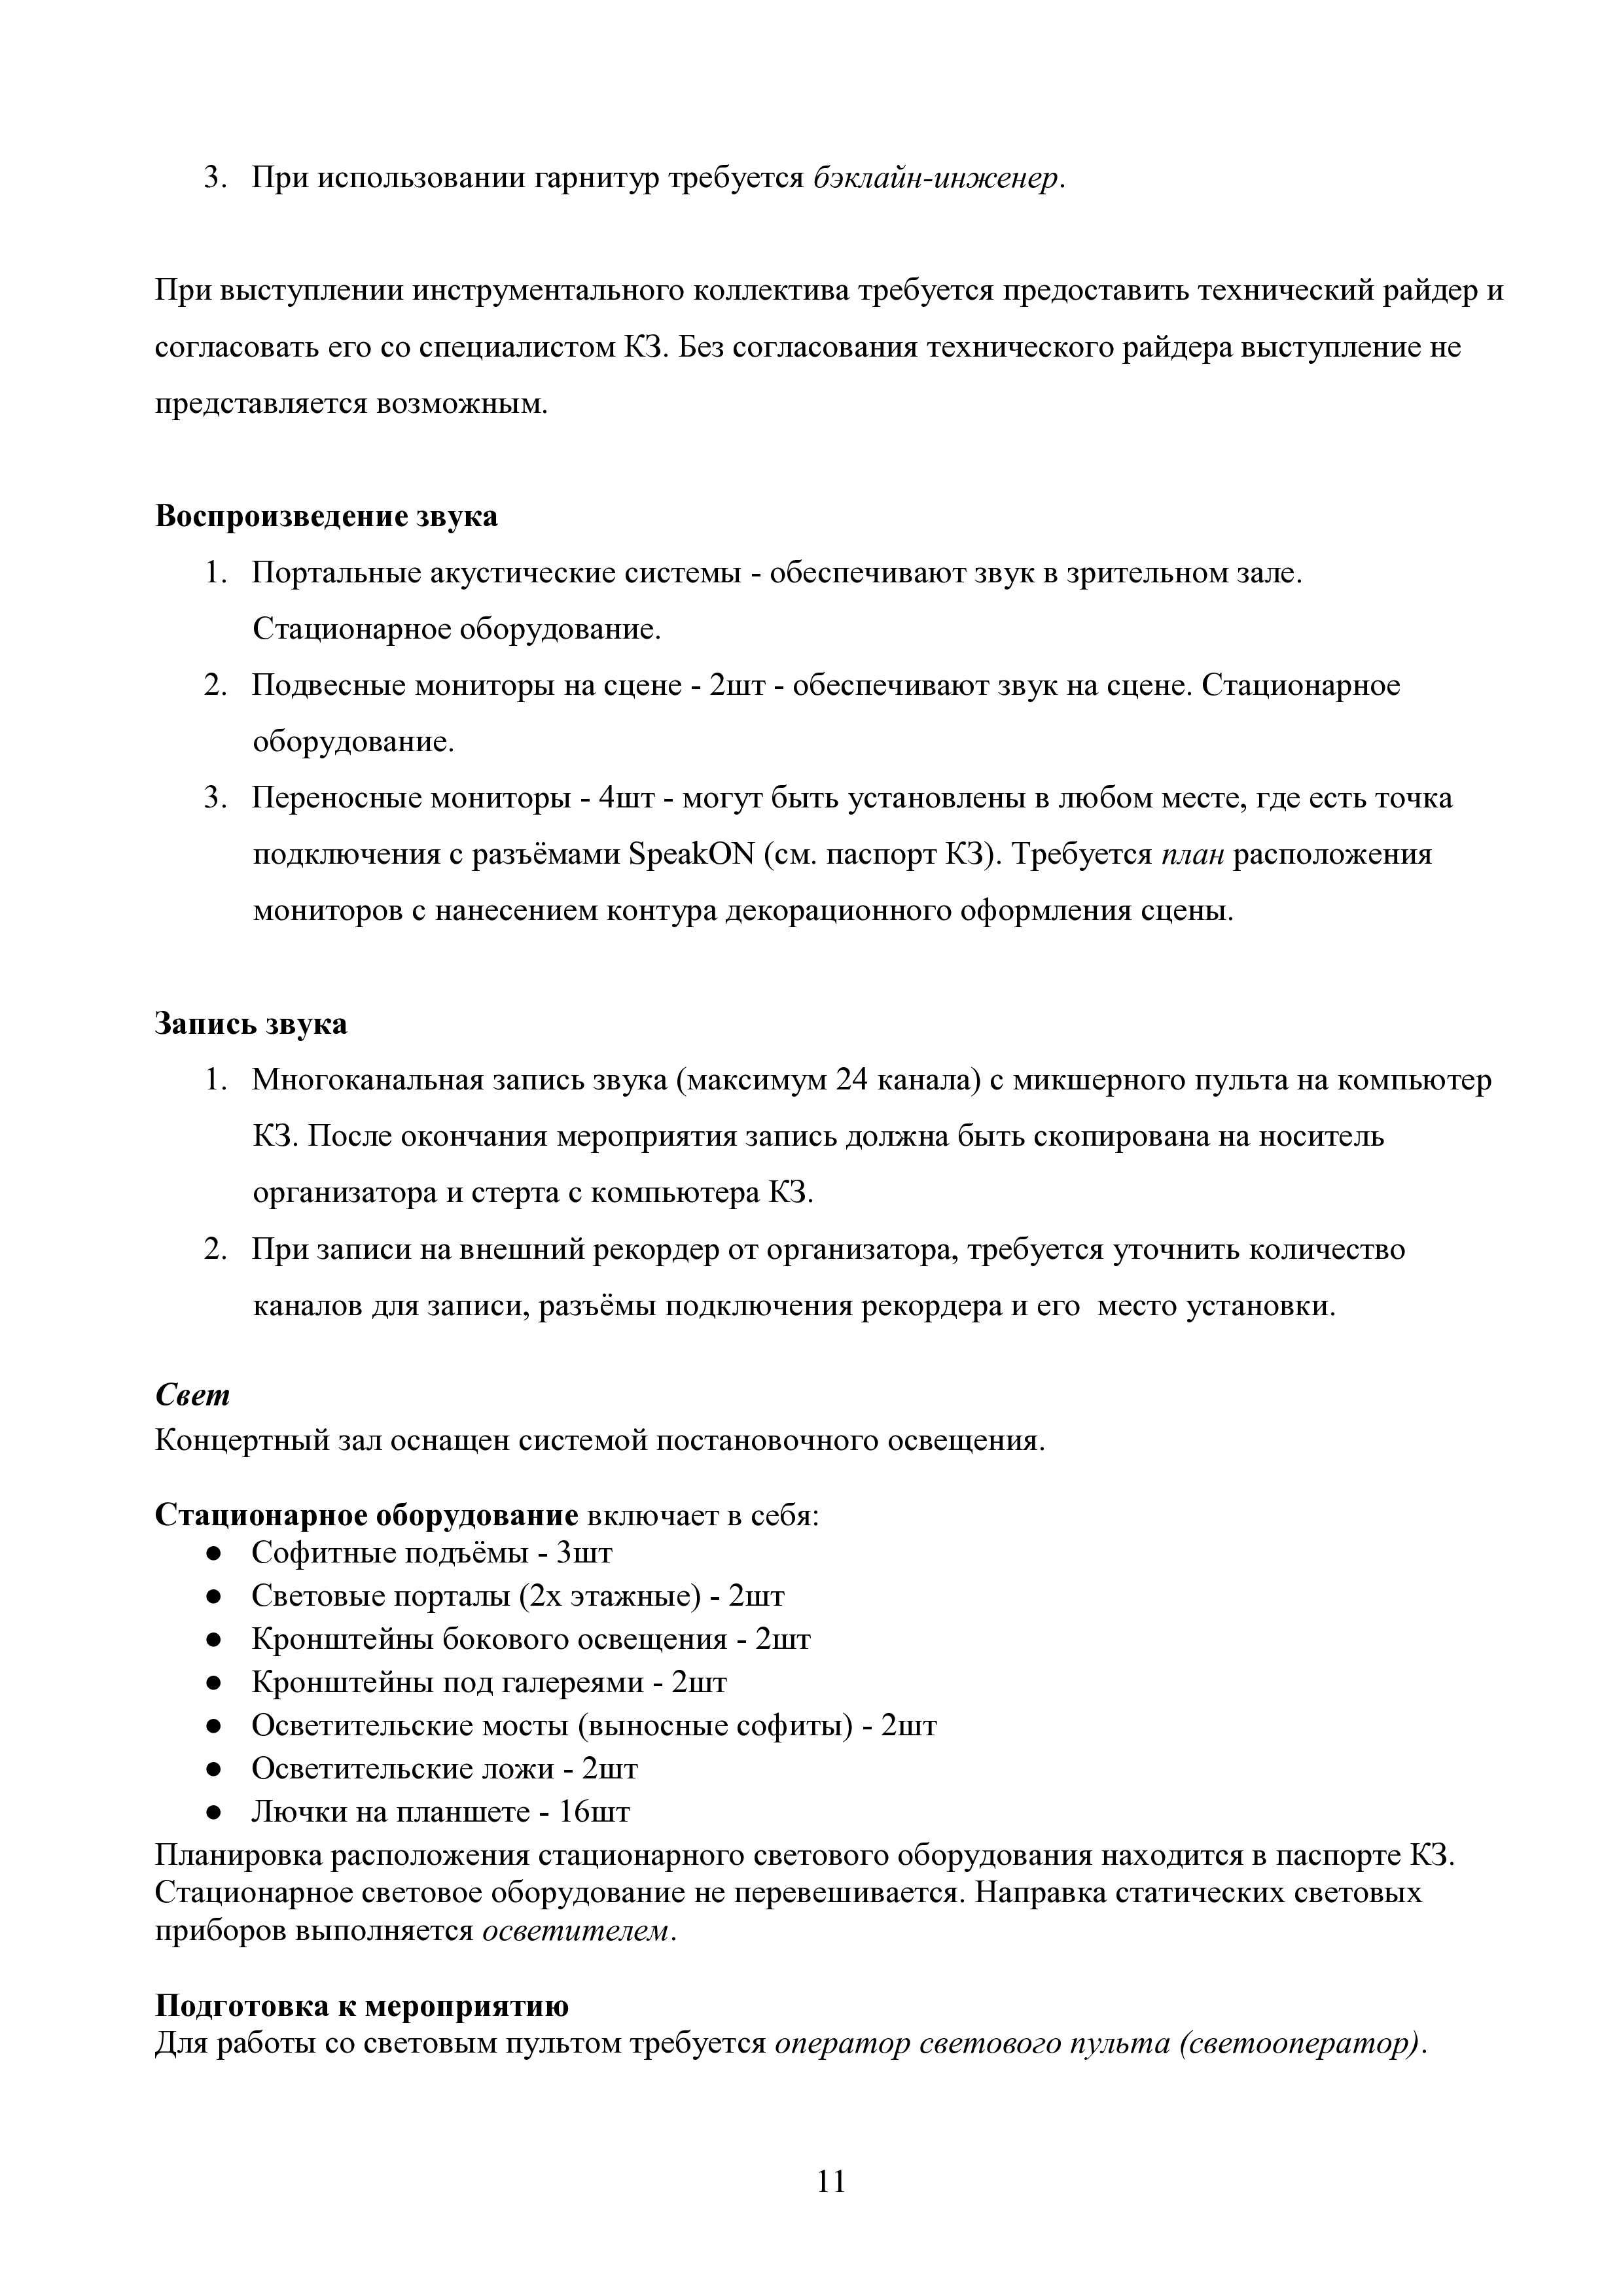 3. При использовании гарнитур требуется бэклайн-инженер.
При выступлении инструментального коллектива требуется предоставить технический райдер и
согласовать его со специалистом КЗ. Без согласования технического райдера выступление не
представляется возможным.
Воспроизведение звука
1. Портальные акустические системы - обеспечивают звук в зрительном зале.
Стационарное оборудование.
2. Подвесные мониторы на сцене - 2шт - обеспечивают звук на сцене. Стационарное
оборудование.
3. Переносные мониторы - 4шт - могут быть установлены в любом месте, где есть точка
подключения с разъёмами SpeakON (см. паспорт КЗ). Требуется план расположения
мониторов с нанесением контура декорационного оформления сцены.
Запись звука
1. Многоканальная запись звука (максимум 24 канала) с микшерного пульта на компьютер
КЗ. После окончания мероприятия запись должна быть скопирована на носитель
организатора и стерта с компьютера КЗ.
2. При записи на внешний рекордер от организатора, требуется уточнить количество
каналов для записи, разъёмы подключения рекордера и его  место установки.
Свет
Концертный зал оснащен системой постановочного освещения.
Стационарное оборудование включает в себя:
● Софитные подъёмы - 3шт
● Световые порталы (2х этажные) - 2шт
● Кронштейны бокового освещения - 2шт
● Кронштейны под галереями - 2шт
● Осветительские мосты (выносные софиты) - 2шт
● Осветительские ложи - 2шт
● Лючки на планшете - 16шт
Планировка расположения стационарного светового оборудования находится в паспорте КЗ.
Стационарное световое оборудование не перевешивается. Направка статических световых
приборов выполняется осветителем.
Подготовка к мероприятию
Для работы со световым пультом требуется оператор светового пульта (светооператор).
11